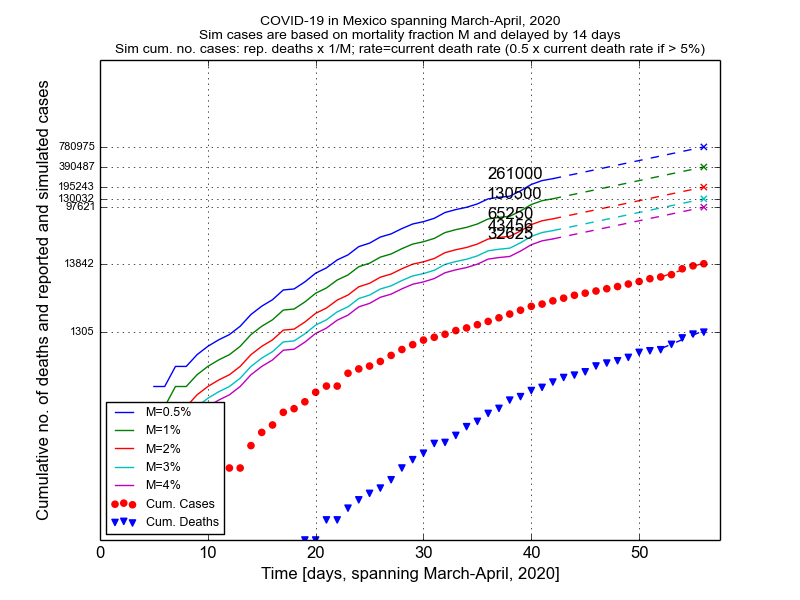 COVID-19 in Mexico spanning March-April, 2020
Sim cases are based on mortality fraction M and delayed by 14 days
Sim cum. no. cases: rep. deaths x 1/M; rate=current death rate (0.5 x current death rate if > 5%)
Cumulative no. of deaths and reported and simulated cases
780975
390487
195243
130032
97621
13842
1305
261000
130500
65250
43456
32625
M=0.5%
M=1%
M=2%
M=3%
M=4%
Cum. Cases
Cum. Deaths
0 10 20 30 40 50
Time [days, spanning March-April, 2020]